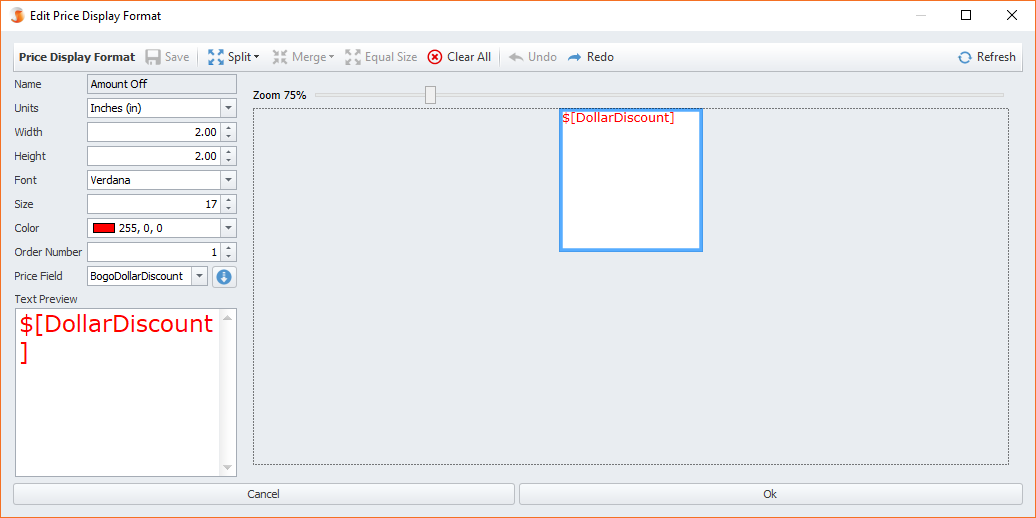 Edit Price Display Format
Price Display Format Save Split Merge Equal Size Clear All Undo Redo Refresh
Name Amount Off
Units Inches (in)
Width 2.00
Height 2.00
Font Verdana
Size 17
Color 255, 0, 0
Order Number 1
Price Field BogoDollarDiscount
Text Preview
$[DollarDiscount
]
Zoom 75%
$[DollarDiscount]
Cancel Ok